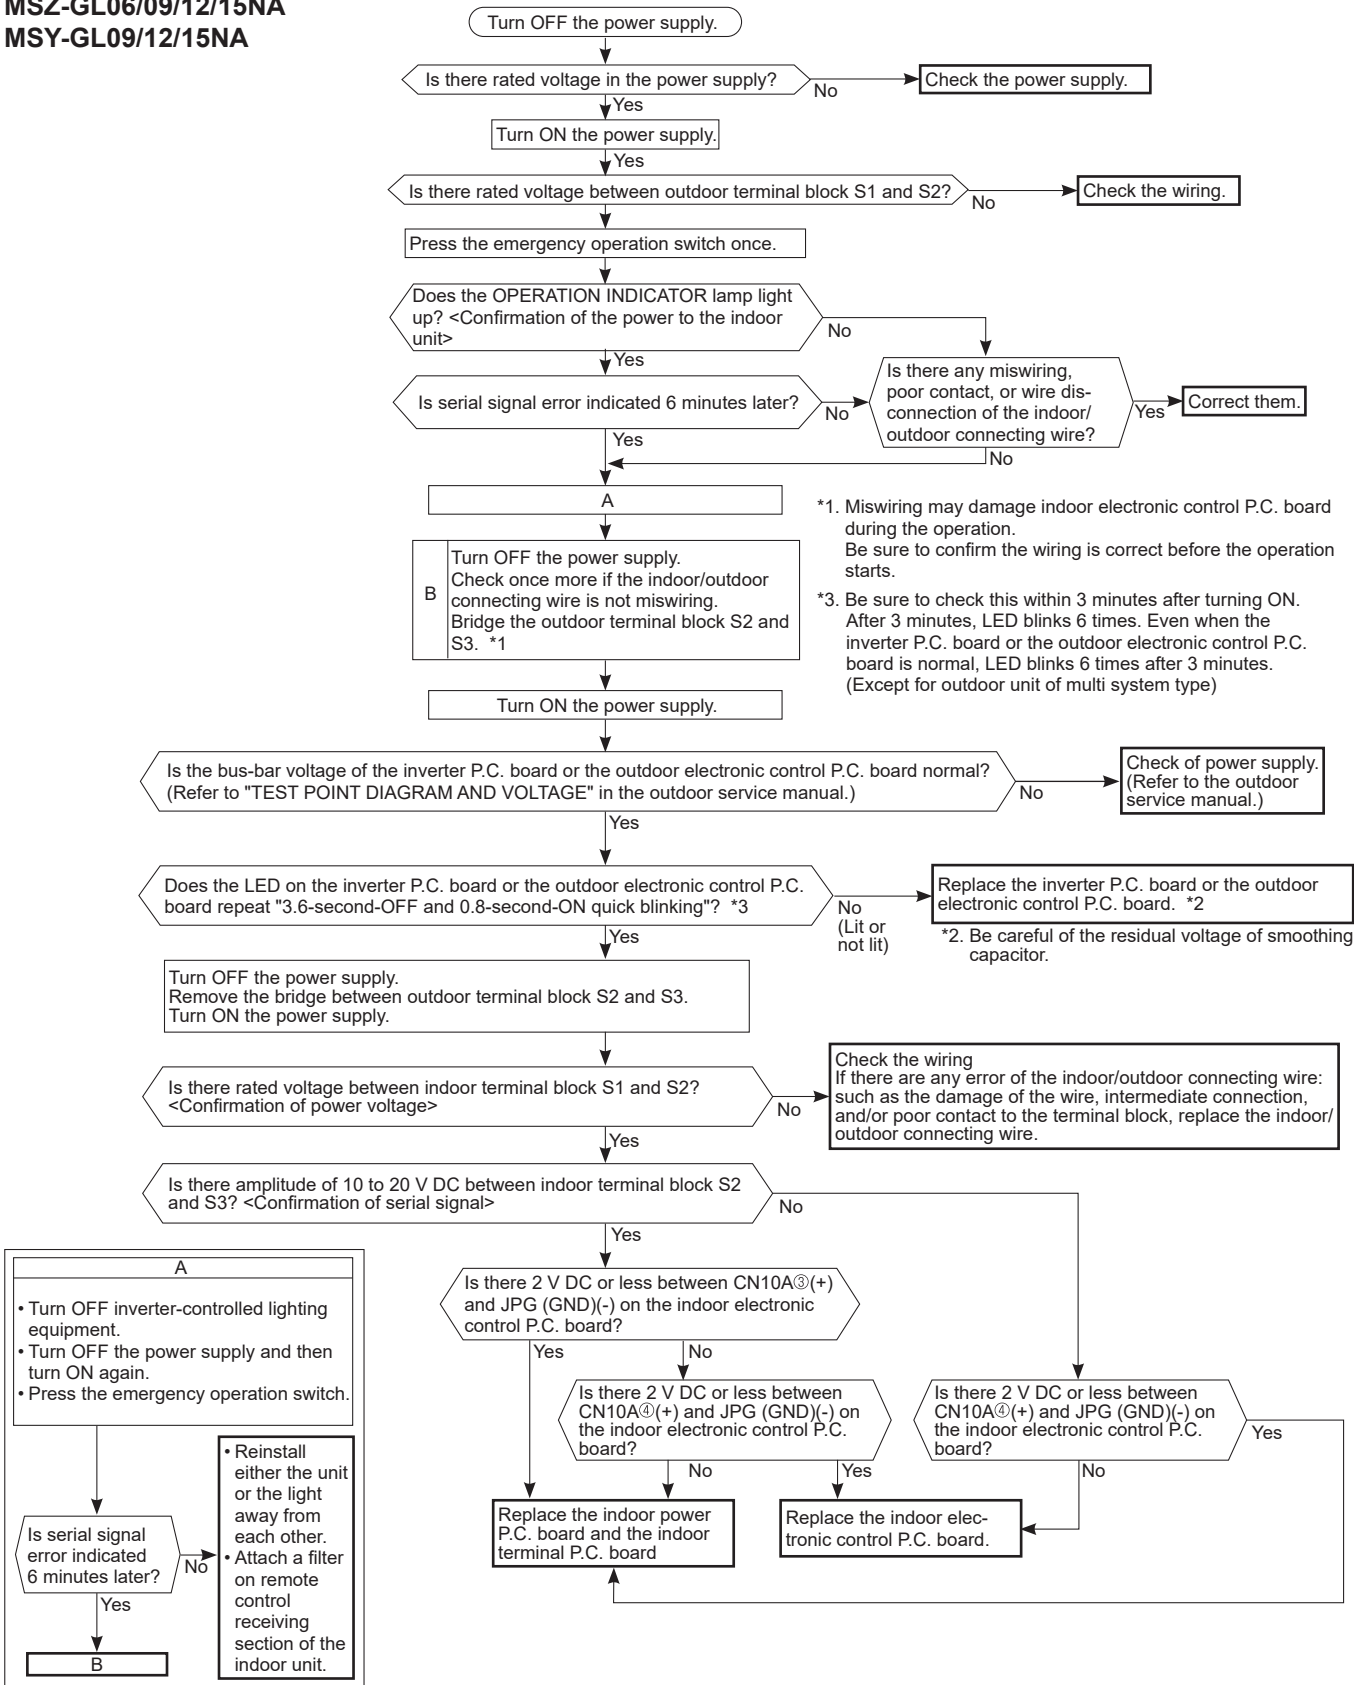 MSZ-GL06/09/12/15NA
MSY-GL09/12/15NA
Turn OFF the power supply.
Is there rated voltage in the power supply?
No
Check the power supply.
Yes
Turn ON the power supply.
Yes
Is there rated voltage between outdoor terminal block S1 and S2?
No
Check the wiring.
Press the emergency operation switch once.
Does the OPERATION INDICATOR lamp light
up? <Confirmation of the power to the indoor
unit>
No
Yes
Is serial signal error indicated 6 minutes later?
No
Is there any miswiring,
poor contact, or wire dis-
connection of the indoor/
outdoor connecting wire?
Yes
Correct them.
Yes
No
A
B
Turn OFF the power supply.
Check once more if the indoor/outdoor
connecting wire is not miswiring.
Bridge the outdoor terminal block S2 and
S3. *1
*1. Miswiring may damage indoor electronic control P.C. board
during the operation.
Be sure to confirm the wiring is correct before the operation
starts.
*3. Be sure to check this within 3 minutes after turning ON.
After 3 minutes, LED blinks 6 times. Even when the
inverter P.C. board or the outdoor electronic control P.C.
board is normal, LED blinks 6 times after 3 minutes.
(Except for outdoor unit of multi system type)
Turn ON the power supply.
Is the bus-bar voltage of the inverter P.C. board or the outdoor electronic control P.C. board normal?
(Refer to "TEST POINT DIAGRAM AND VOLTAGE" in the outdoor service manual.)
No
Check of power supply.
(Refer to the outdoor
service manual.)
Yes
Does the LED on the inverter P.C. board or the outdoor electronic control P.C.
board repeat "3.6-second-OFF and 0.8-second-ON quick blinking"? *3
No
(Lit or
not lit)
Replace the inverter P.C. board or the outdoor
electronic control P.C. board. *2
*2. Be careful of the residual voltage of smoothing
capacitor.
Yes
Turn OFF the power supply.
Remove the bridge between outdoor terminal block S2 and S3.
Turn ON the power supply.
Is there rated voltage between indoor terminal block S1 and S2?
<Confirmation of power voltage>
No
Check the wiring
If there are any error of the indoor/outdoor connecting wire:
such as the damage of the wire, intermediate connection,
and/or poor contact to the terminal block, replace the indoor/
outdoor connecting wire.
Yes
Is there amplitude of 10 to 20 V DC between indoor terminal block S2
and S3? <Confirmation of serial signal>
No
Yes
Is there 2 V DC or less between CN10A③(+)
and JPG (GND)(-) on the indoor electronic
control P.C. board?
Yes
No
Is there 2 V DC or less between
CN10A④(+) and JPG (GND)(-) on
the indoor electronic control P.C.
board?
No
Yes
Is there 2 V DC or less between
CN10A④(+) and JPG (GND)(-) on
the indoor electronic control P.C.
board?
Yes
No
Replace the indoor power
P.C. board and the indoor
terminal P.C. board
Replace the indoor elec-
tronic control P.C. board.
A
• Turn OFF inverter-controlled lighting
equipment.
• Turn OFF the power supply and then
turn ON again.
• Press the emergency operation switch.
Is serial signal
error indicated
6 minutes later?
No
• Reinstall
either the unit
or the light
away from
each other.
• Attach a filter
on remote
control
receiving
section of the
indoor unit.
Yes
B